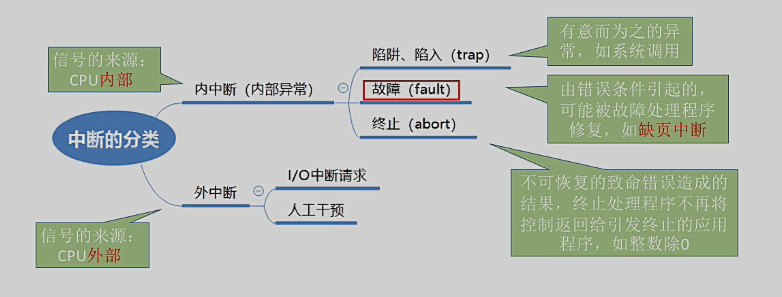 信号的来源:
CPU内部
有意而为之的异
常，如系统调用
陷阱、陷入（trap）
内中断（内部异常）
故障（fault）
由错误条件引起的，
可能被故障处理程序
修复，如缺页中断
终止（abort）
中断的分类
I/O中断请求
外中断
人工干预
不可恢复的致命错误造成的
结果，终止处理程序不再将
控制返回给引发终止的应用
程序，如整数除0
信号的来源:
CPU外部